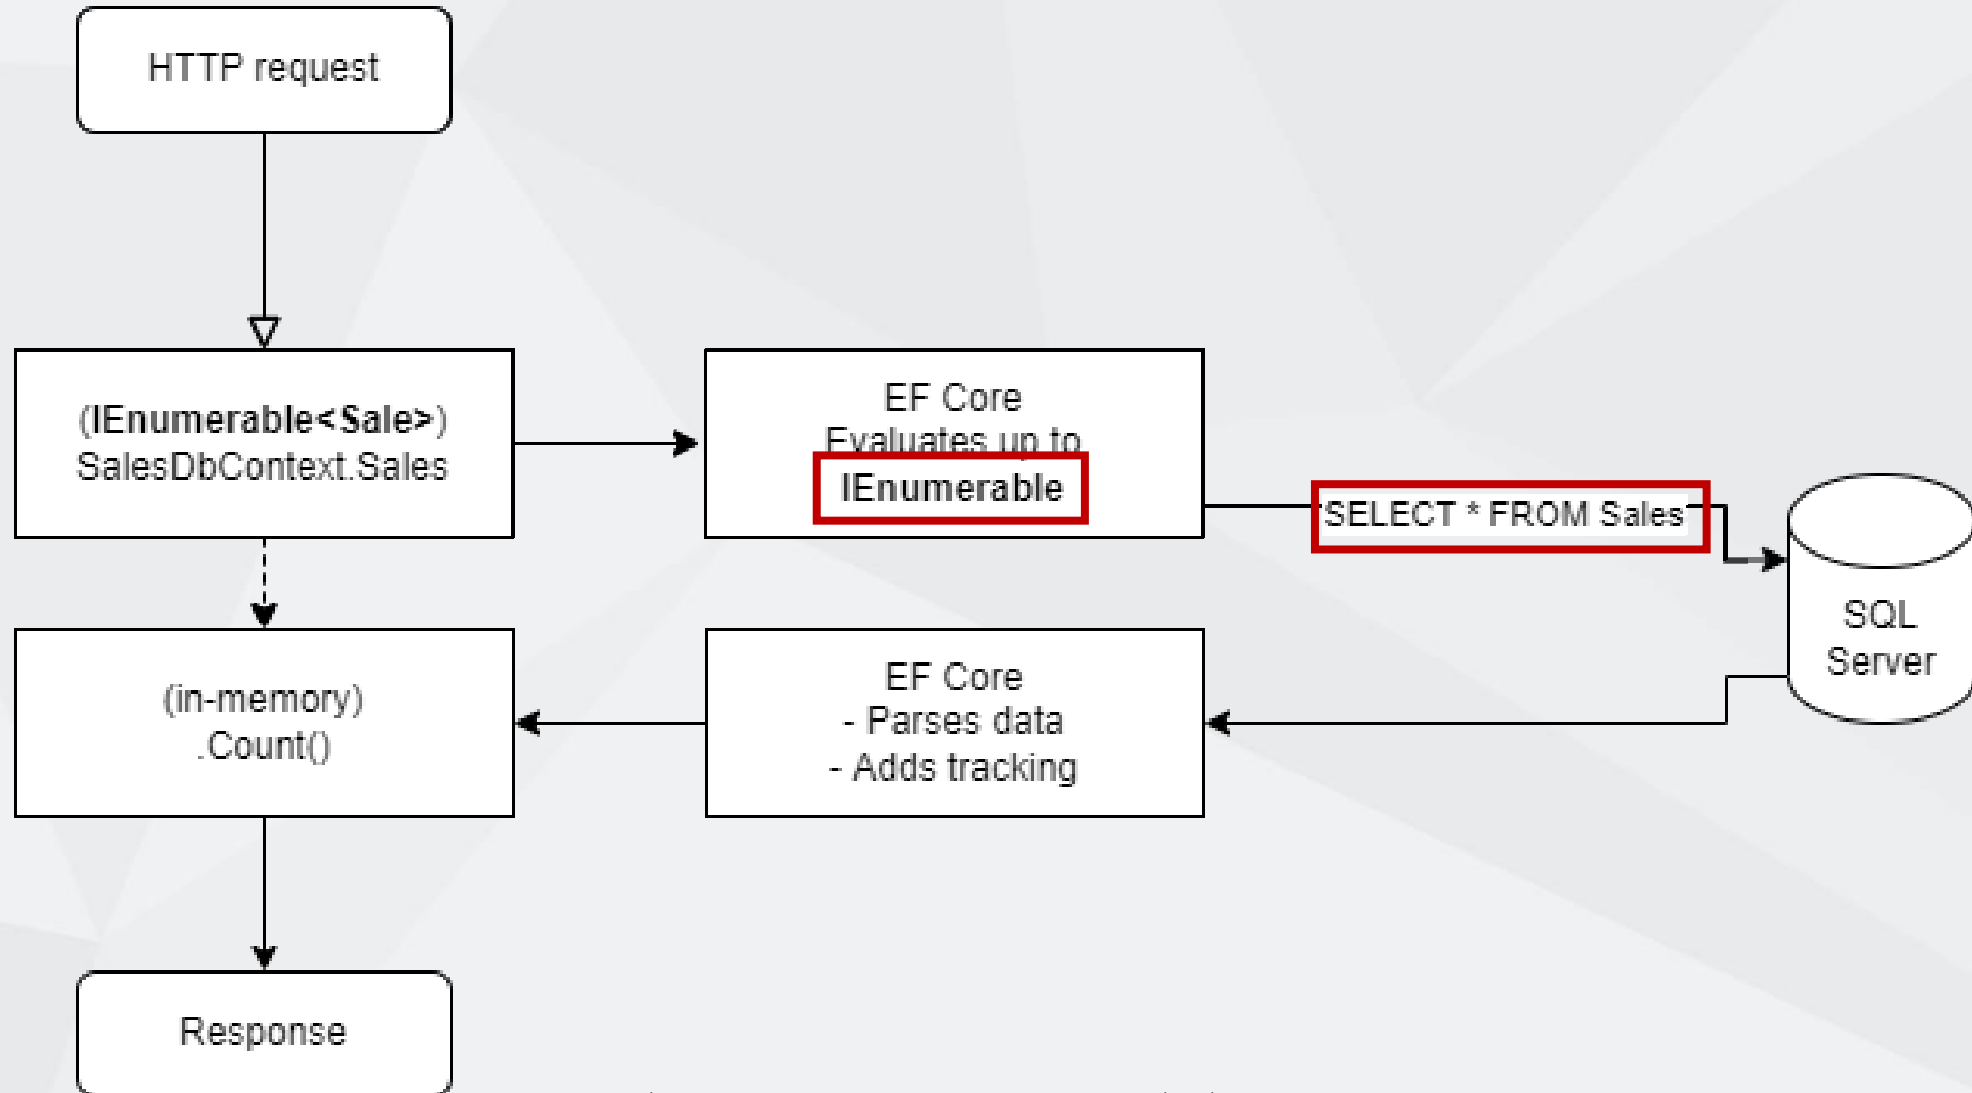 HTTP request
(IEnumerable<Sale>)
SalesDbContext.Sales
EF Core
Evaluates up to
IEnumerable
SELECT * FROM Sales
SQL
Server
(in-memory)
.Count()
EF Core
- Parses data
- Adds tracking
Response